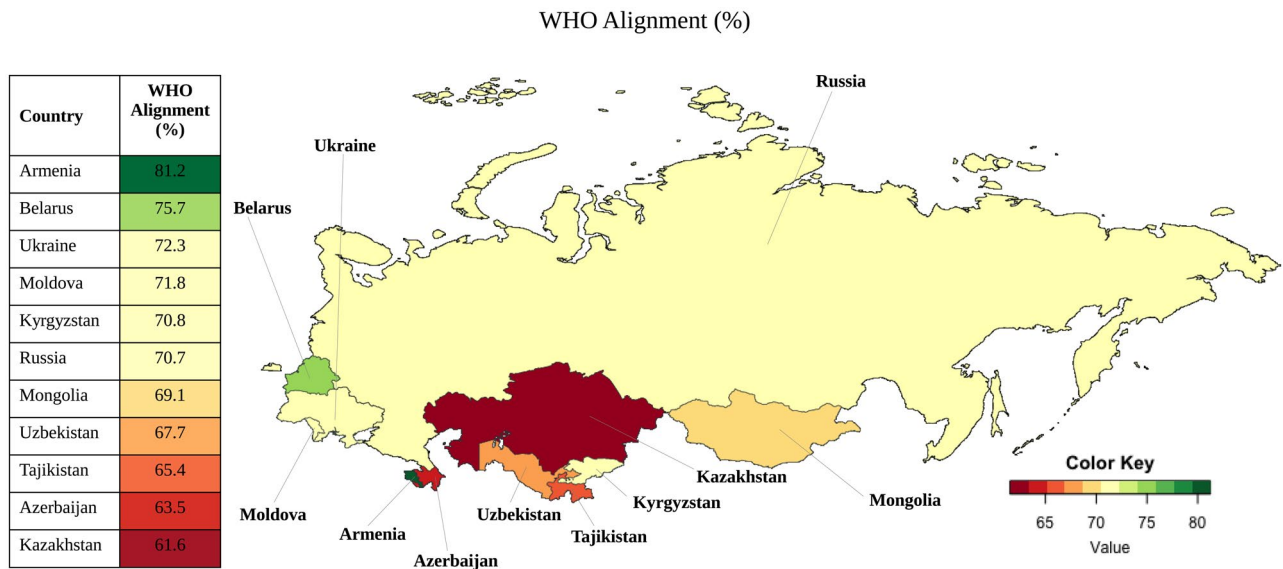 WHO Alignment (%)
Country WHO Alignment (%)
Armenia 81.2
Belarus 75.7
Ukraine 72.3
Moldova 71.8
Kyrgyzstan 70.8
Russia 70.7
Mongolia 69.1
Uzbekistan 67.7
Tajikistan 65.4
Azerbaijan 63.5
Kazakhstan 61.6
Russia
Ukraine
Belarus
Moldova
Armenia
Azerbaijan
Uzbekistan
Tajikistan
Kyrgyzstan
Kazakhstan
Mongolia
Color Key
65 70 75 80
Value